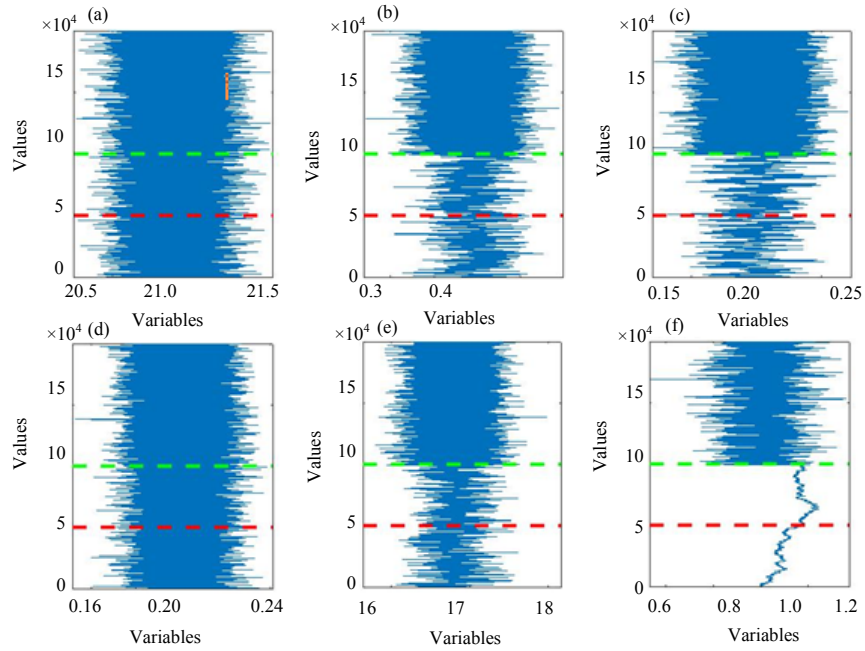 ×10⁴ (a)
15
10
5
0
Values
20.5 21.0 21.5
Variables
×10⁴ (b)
15
10
5
0
Values
0.3 0.4
Variables
×10⁴ (c)
15
10
5
0
Values
0.15 0.20 0.25
Variables
×10⁴ (d)
15
10
5
0
Values
0.16 0.20 0.24
Variables
×10⁴ (e)
15
10
5
0
Values
16 17 18
Variables
×10⁴ (f)
15
10
5
0
Values
0.6 0.8 1.0 1.2
Variables